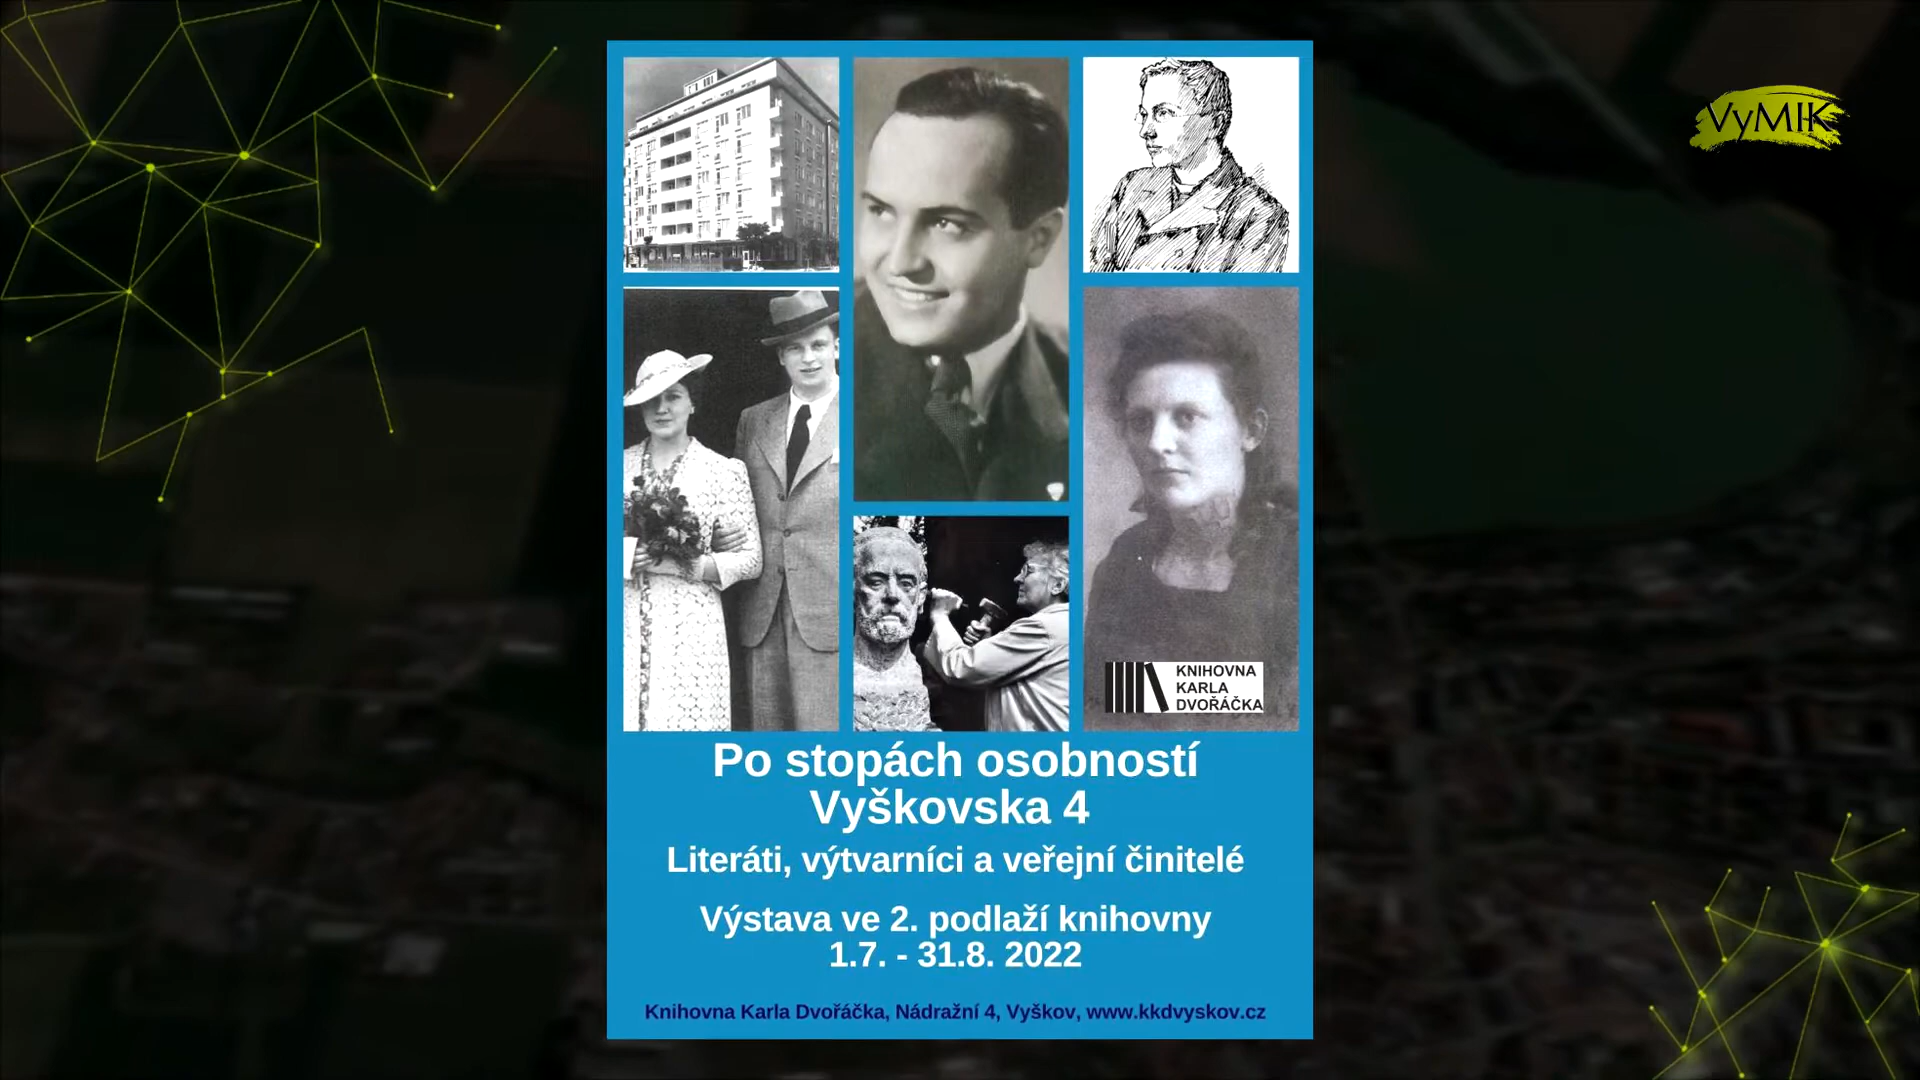 VyMIK
KNIHOVNA
KARLA
DVOŘÁČKA
Po stopách osobností
Vyškovska 4
Literáti, výtvarníci a veřejní činitelé
Výstava ve 2. podlaží knihovny
1.7. - 31.8. 2022
Knihovna Karla Dvořáčka, Nádražní 4, Vyškov, www.kkdvyskov.cz